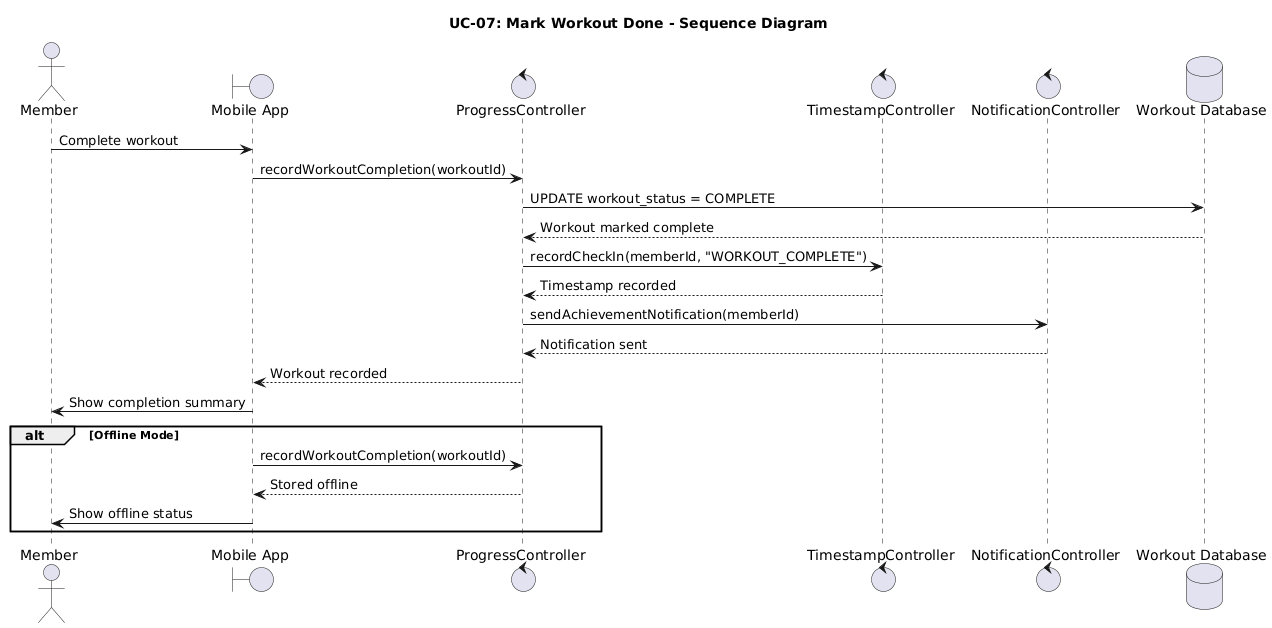 UC-07: Mark Workout Done - Sequence Diagram
Member
Mobile App
ProgressController
TimestampController
NotificationController
Workout Database
Complete workout
recordWorkoutCompletion(workoutId)
UPDATE workout_status = COMPLETE
Workout marked complete
recordCheckIn(memberId, "WORKOUT_COMPLETE")
Timestamp recorded
sendAchievementNotification(memberId)
Notification sent
Workout recorded
Show completion summary
alt [Offline Mode]
recordWorkoutCompletion(workoutId)
Stored offline
Show offline status
Member
Mobile App
ProgressController
TimestampController
NotificationController
Workout Database